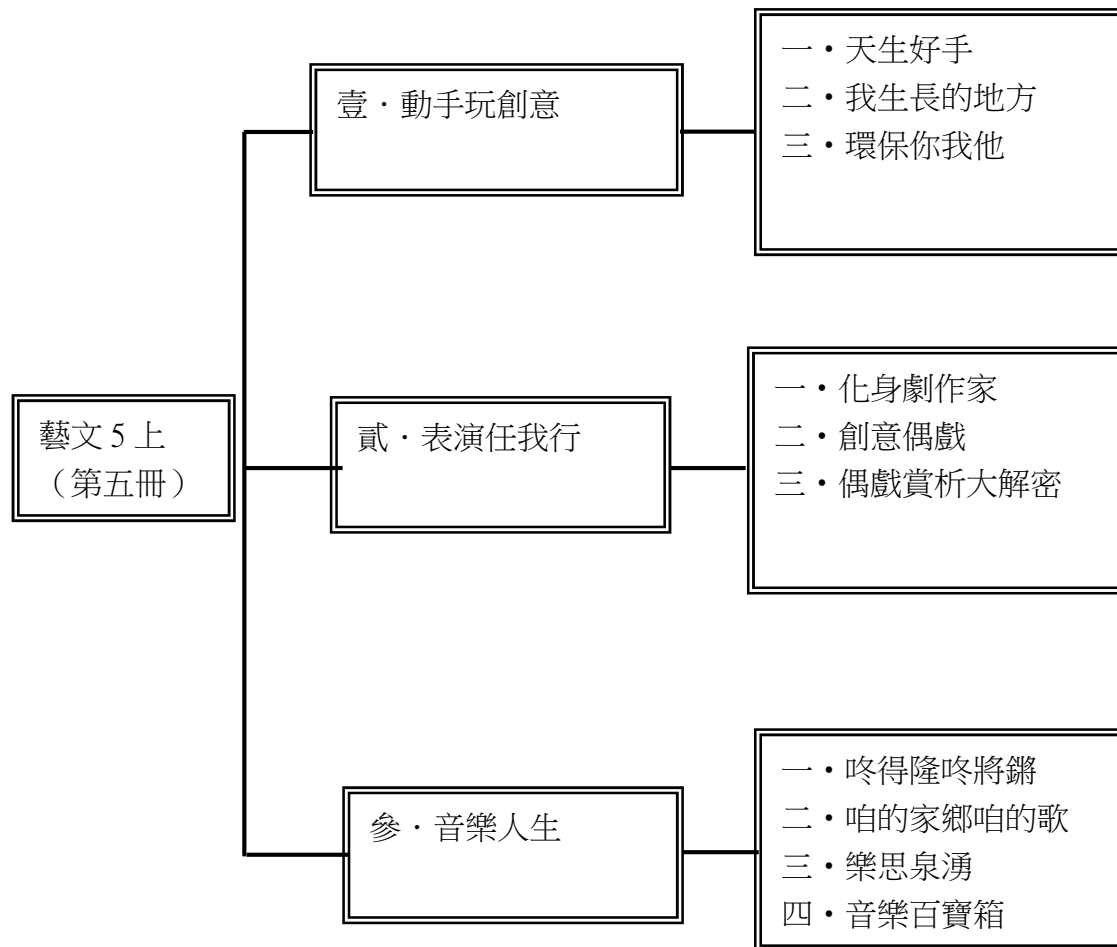 藝文 5 上
（第五冊）
壹．動手玩創意
一・天生好手
二・我生長的地方
三・環保你我他
貳．表演任我行
一・化身劇作家
二・創意偶戲
三・偶戲賞析大解密
參．音樂人生
一・咚得隆咚將鏘
二・咱的家鄉咱的歌
三・樂思泉湧
四・音樂百寶箱